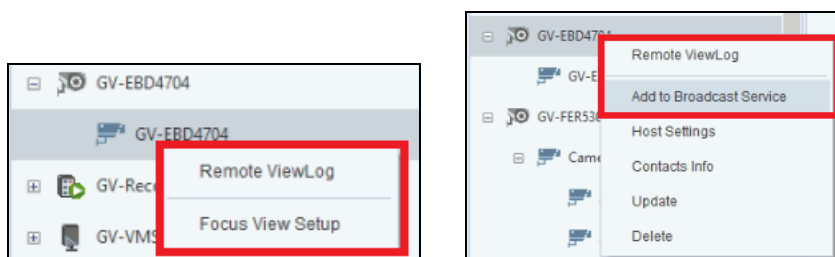 GV-EBD4704
GV-EBD4704
Remote ViewLog
GV-Rec
Focus View Setup
GV-VMS
GV-EBD4704
Remote ViewLog
GV-E
Add to Broadcast Service
GV-FER53
Host Settings
Came
Contacts Info
Update
Delete